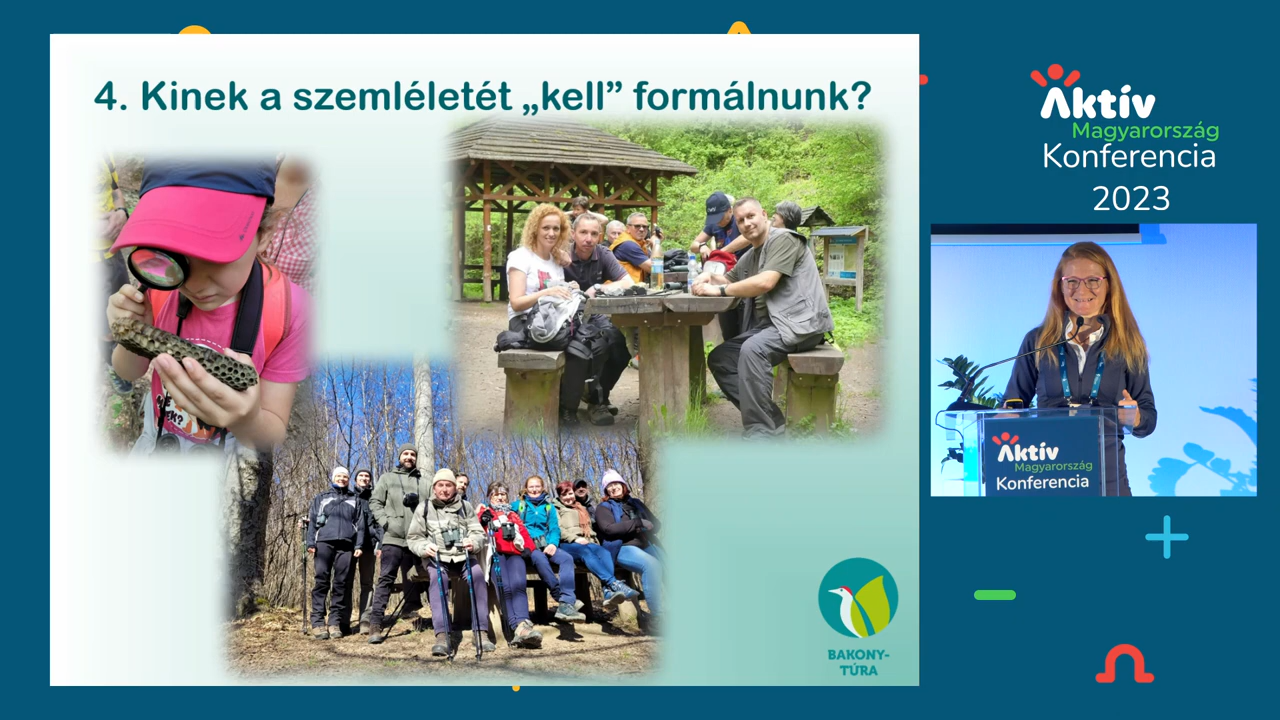 4. Kinek a szemléletét „kell” formálnunk?
BAKONY-
TÚRA
Aktív
Magyarország
Konferencia
2023
Aktív
Magyarország
Konferencia